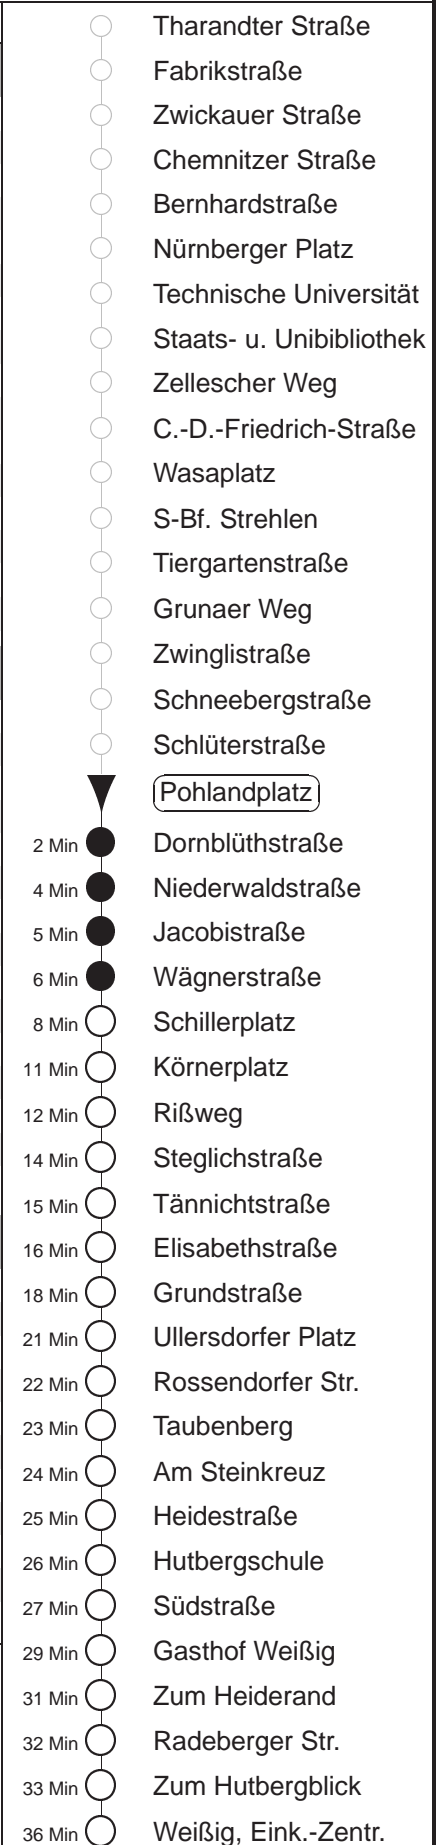 Tharandter Straße
Fabrikstraße
Zwickauer Straße
Chemnitzer Straße
Bernhardstraße
Nürnberger Platz
Technische Universität
Staats- u. Unibibliothek
Zellescher Weg
C.-D.-Friedrich-Straße
Wasaplatz
S-Bf. Strehlen
Tiergartenstraße
Grunaer Weg
Zwinglistraße
Schneebergstraße
Schlüterstraße
Pohlandplatz
2 Min Dornblüthstraße
4 Min Niederwaldstraße
5 Min Jacobistraße
6 Min Wägnerstraße
8 Min Schillerplatz
11 Min Körnerplatz
12 Min Rißweg
14 Min Steglichstraße
15 Min Tännichtstraße
16 Min Elisabethstraße
18 Min Grundstraße
21 Min Ullersdorfer Platz
22 Min Rossendorfer Str.
23 Min Taubenberg
24 Min Am Steinkreuz
25 Min Heidestraße
26 Min Hutbergschule
27 Min Südstraße
29 Min Gasthof Weißig
31 Min Zum Heiderand
32 Min Radeberger Str.
33 Min Zum Hutbergblick
36 Min Weißig, Eink.-Zentr.